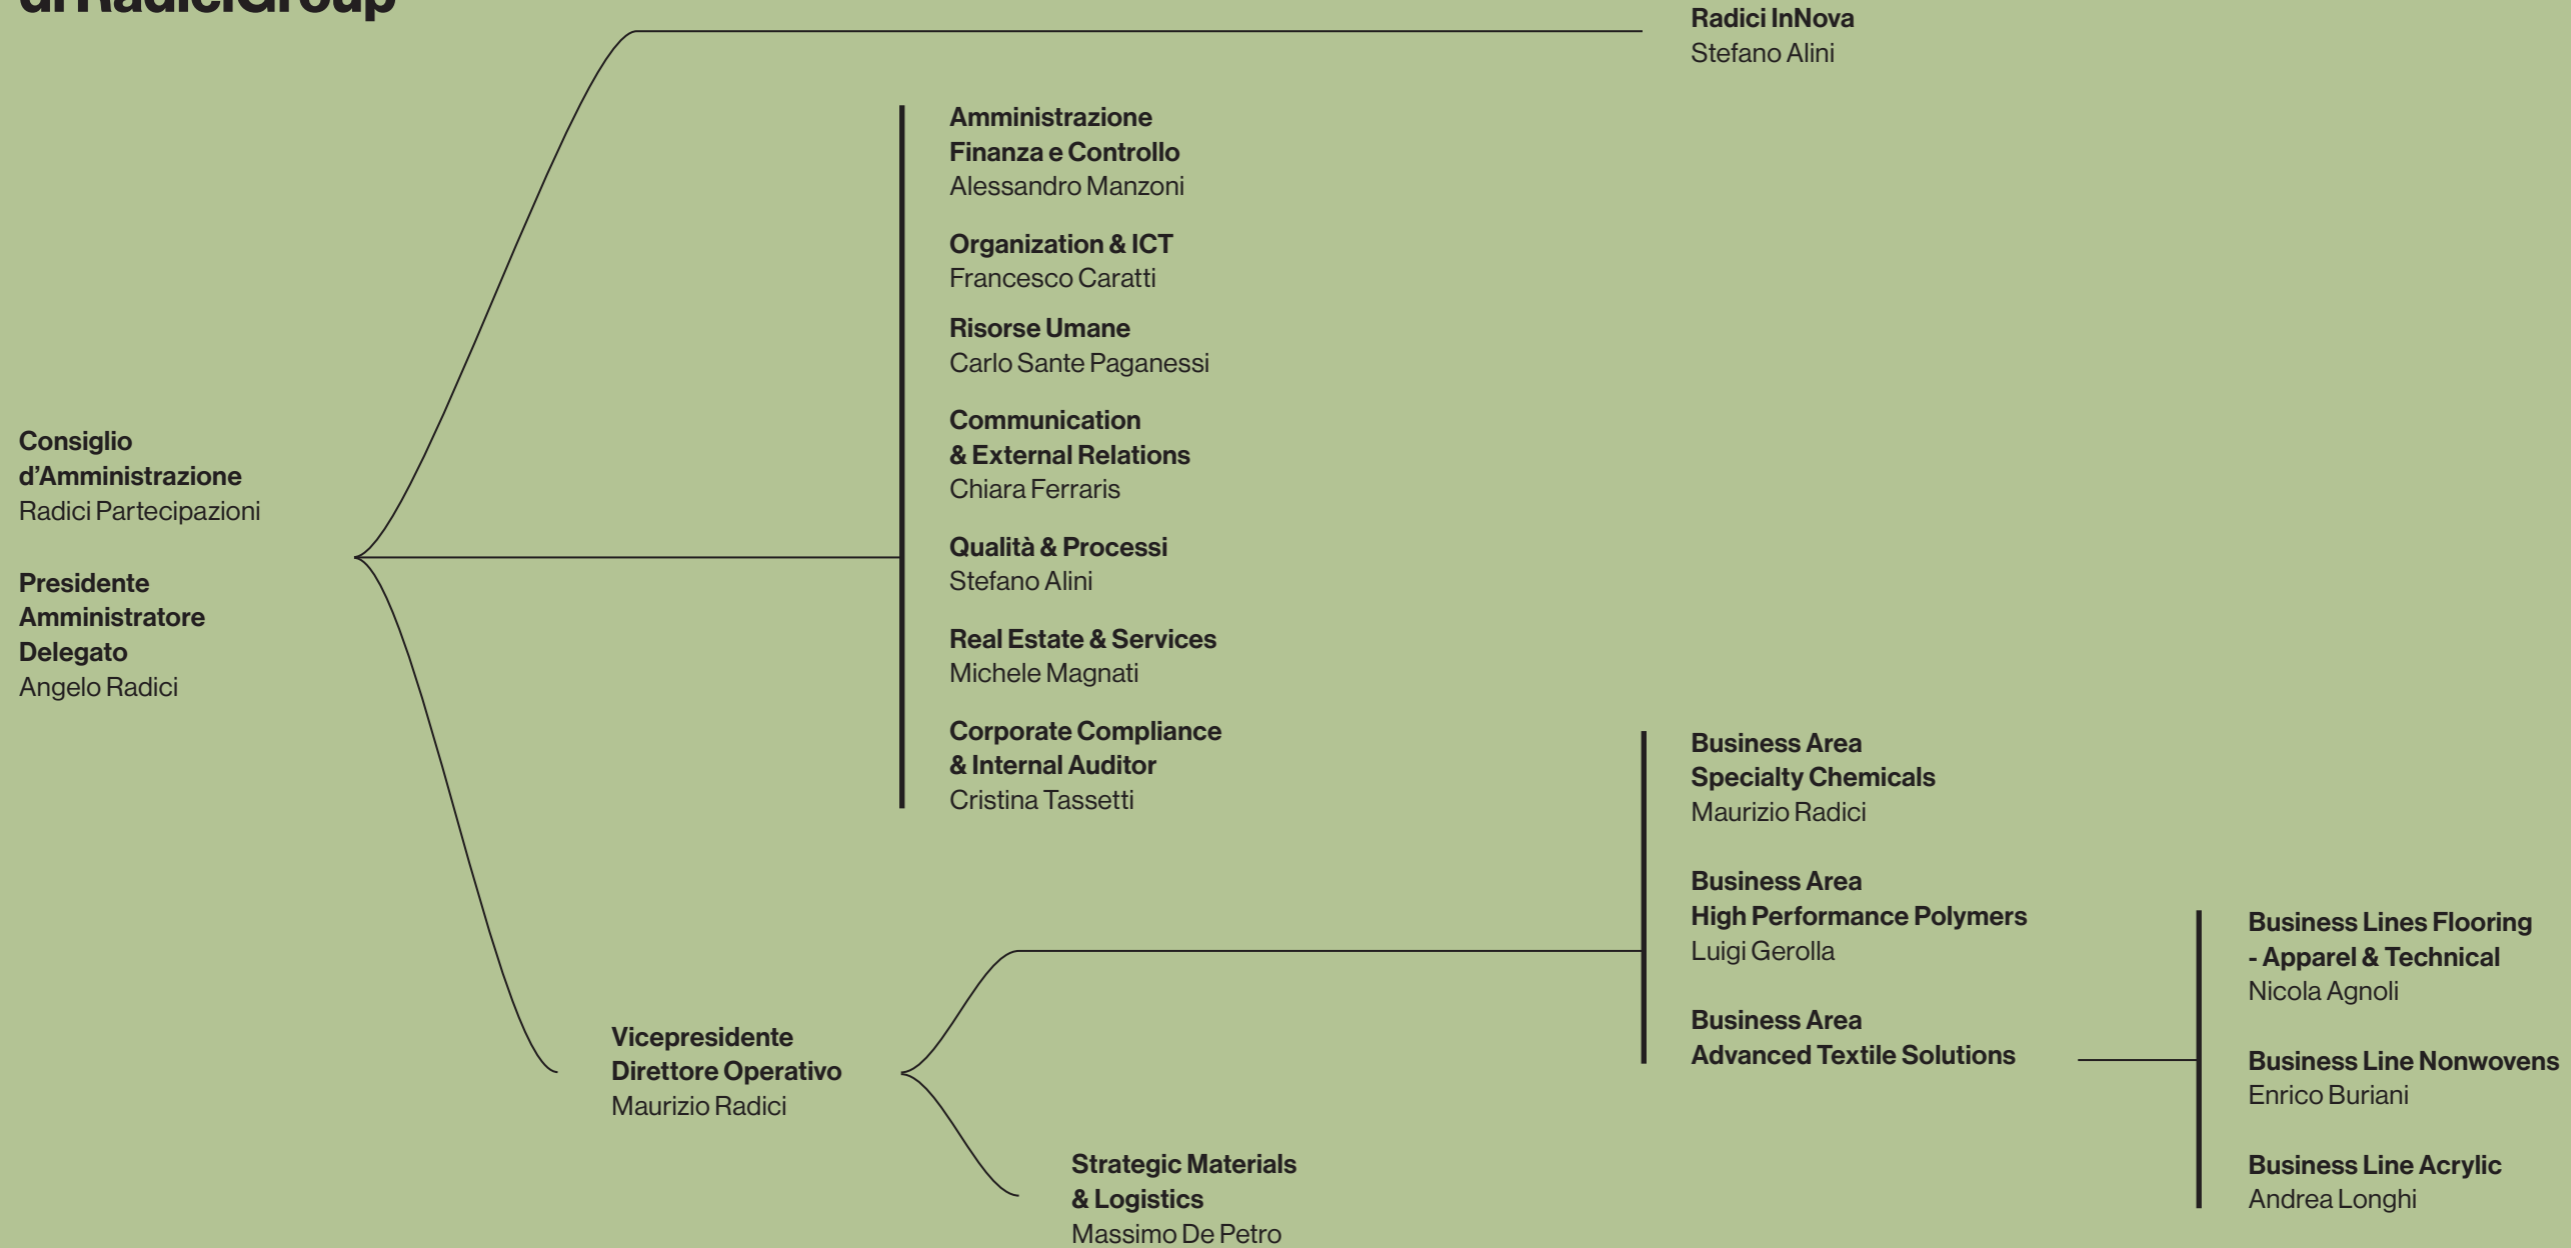 di RadiciGroup
Radici InNova
Stefano Alini
Amministrazione
Finanza e Controllo
Alessandro Manzoni
Organization & ICT
Francesco Caratti
Risorse Umane
Carlo Sante Paganessi
Communication
& External Relations
Chiara Ferraris
Qualità & Processi
Stefano Alini
Real Estate & Services
Michele Magnati
Corporate Compliance
& Internal Auditor
Cristina Tassetti
Consiglio
d’Amministrazione
Radici Partecipazioni
Presidente
Amministratore
Delegato
Angelo Radici
Vicepresidente
Direttore Operativo
Maurizio Radici
Strategic Materials
& Logistics
Massimo De Petro
Business Area
Specialty Chemicals
Maurizio Radici
Business Area
High Performance Polymers
Luigi Gerolla
Business Area
Advanced Textile Solutions
Business Lines Flooring
- Apparel & Technical
Nicola Agnoli
Business Line Nonwovens
Enrico Buriani
Business Line Acrylic
Andrea Longhi